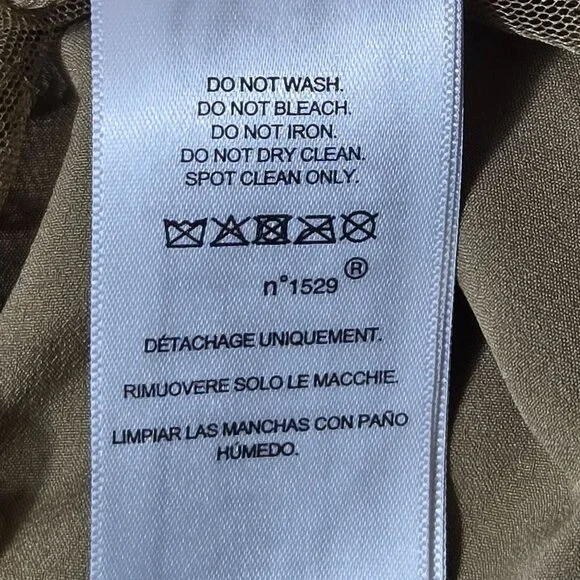 DO NOT WASH.
DO NOT BLEACH.
DO NOT IRON.
DO NOT DRY CLEAN.
SPOT CLEAN ONLY.
n°1529®
DÉTACHAGE UNIQUEMENT.
RIMUOVERE SOLO LE MACCHIE.
LIMPIAR LAS MANCHAS CON PAÑO
HÚMEDO.